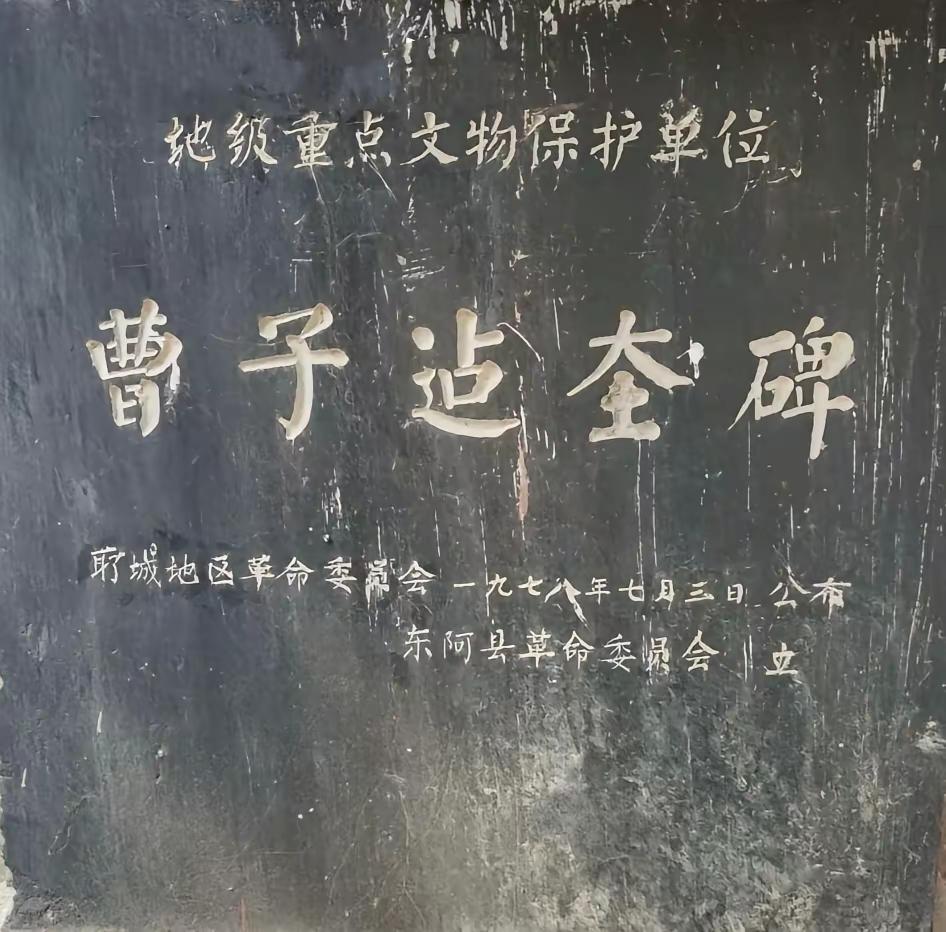 地级重点文物保护单位
曹子迠奎碑
耵城地区革命委员会 一九七八年七月三日 公布
东阿县革命委员会 立